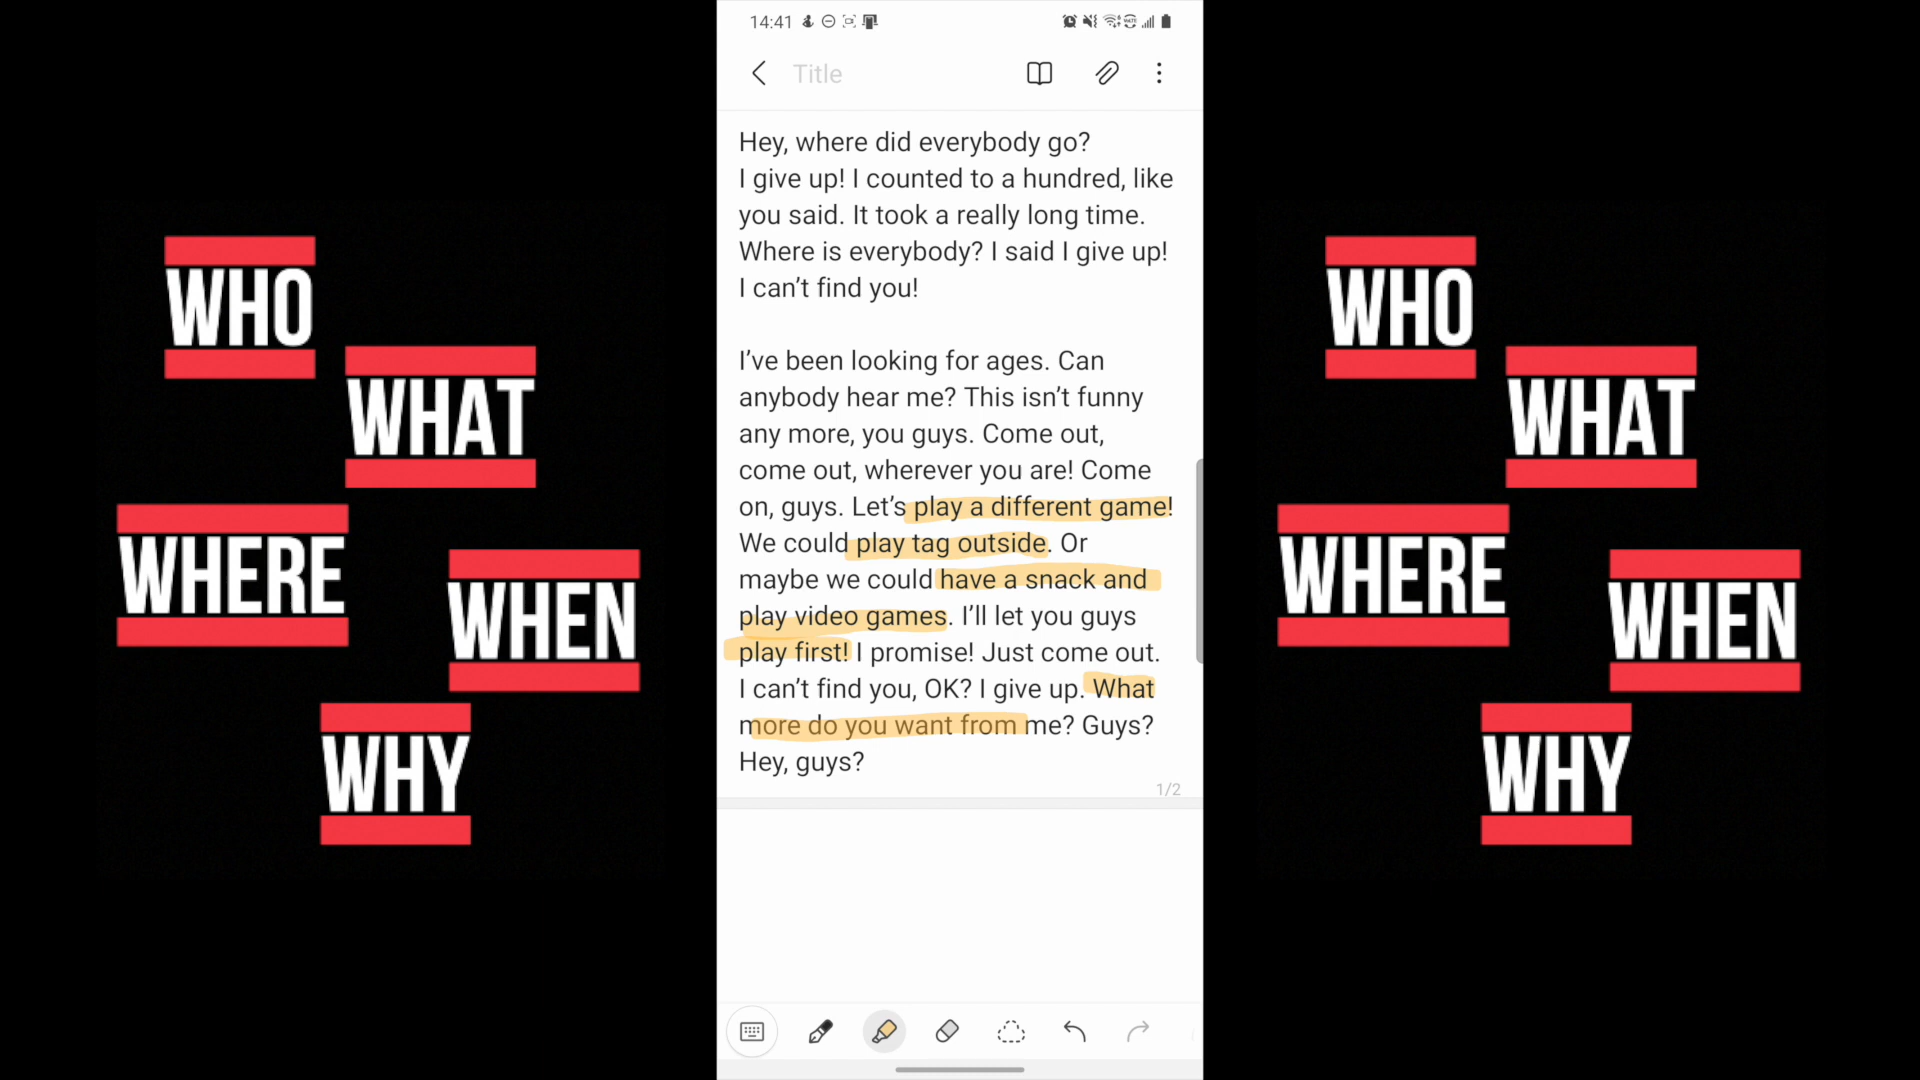 WHO
WHAT
WHERE
WHEN
WHY
14:41
Title
Hey, where did everybody go?
I give up! I counted to a hundred, like
you said. It took a really long time.
Where is everybody? I said I give up!
I can’t find you!
I’ve been looking for ages. Can
anybody hear me? This isn’t funny
any more, you guys. Come out,
come out, wherever you are! Come
on, guys. Let’s play a different game!
We could play tag outside. Or
maybe we could have a snack and
play video games. I’ll let you guys
play first! I promise! Just come out.
I can’t find you, OK? I give up. What
more do you want from me? Guys?
Hey, guys?
1/2
WHO
WHAT
WHERE
WHEN
WHY